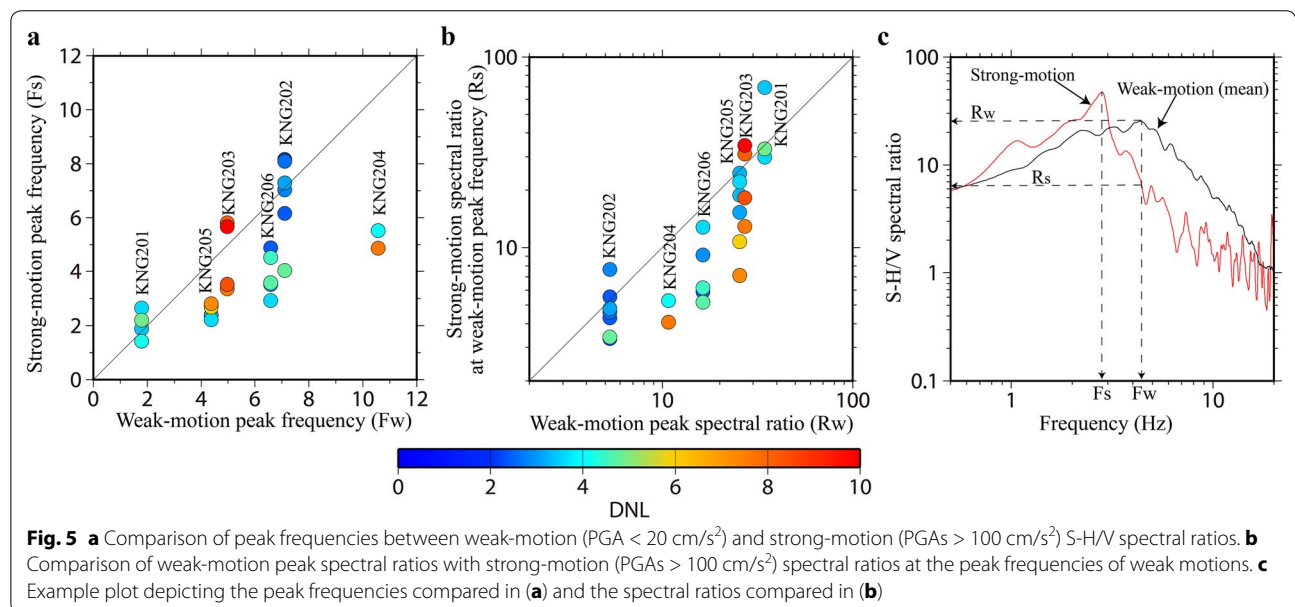 a
12
10
8
6
4
2
0
Strong-motion peak frequency (Fs)
KNG201
KNG205
KNG203
KNG206
KNG202
KNG204
0 2 4 6 8 10 12
Weak-motion peak frequency (Fw)
b
100
10
Strong-motion spectral ratio
at weak-motion peak frequency (Rs)
KNG202
KNG204
KNG206
KNG205
KNG203
KNG201
10 100
Weak-motion peak spectral ratio (Rw)
c
100
10
1
0.1
S-H/V spectral ratio
Strong-motion
Weak-motion (mean)
Rw
Rs
Fs Fw
1 10
Frequency (Hz)
0 2 4 6 8 10
DNL
Fig. 5 a Comparison of peak frequencies between weak-motion (PGA < 20 cm/s²) and strong-motion (PGAs > 100 cm/s²) S-H/V spectral ratios. b
Comparison of weak-motion peak spectral ratios with strong-motion (PGAs > 100 cm/s²) spectral ratios at the peak frequencies of weak motions. c
Example plot depicting the peak frequencies compared in (a) and the spectral ratios compared in (b)